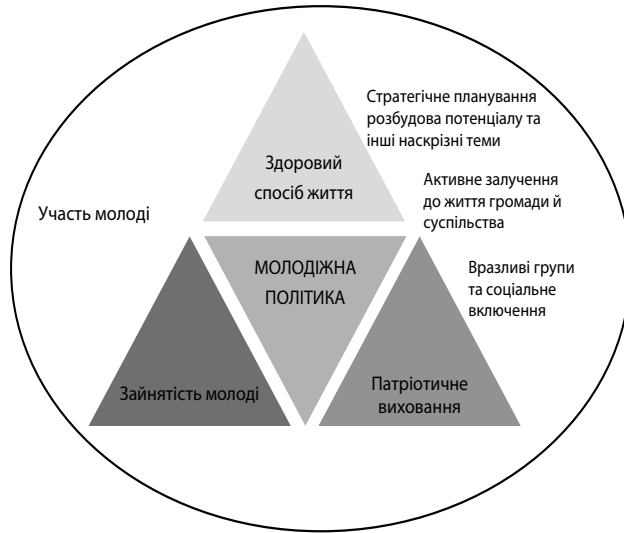 Стратегічне планування
розбудова потенціалу та
інші наскрізні теми
Здоровий
спосіб життя
Активне залучення
до життя громади й
суспільства
Участь молоді
МОЛОДІЖНА
ПОЛІТИКА
Вразливі групи
та соціальне
включення
Зайнятість молоді
Патріотичне
виховання